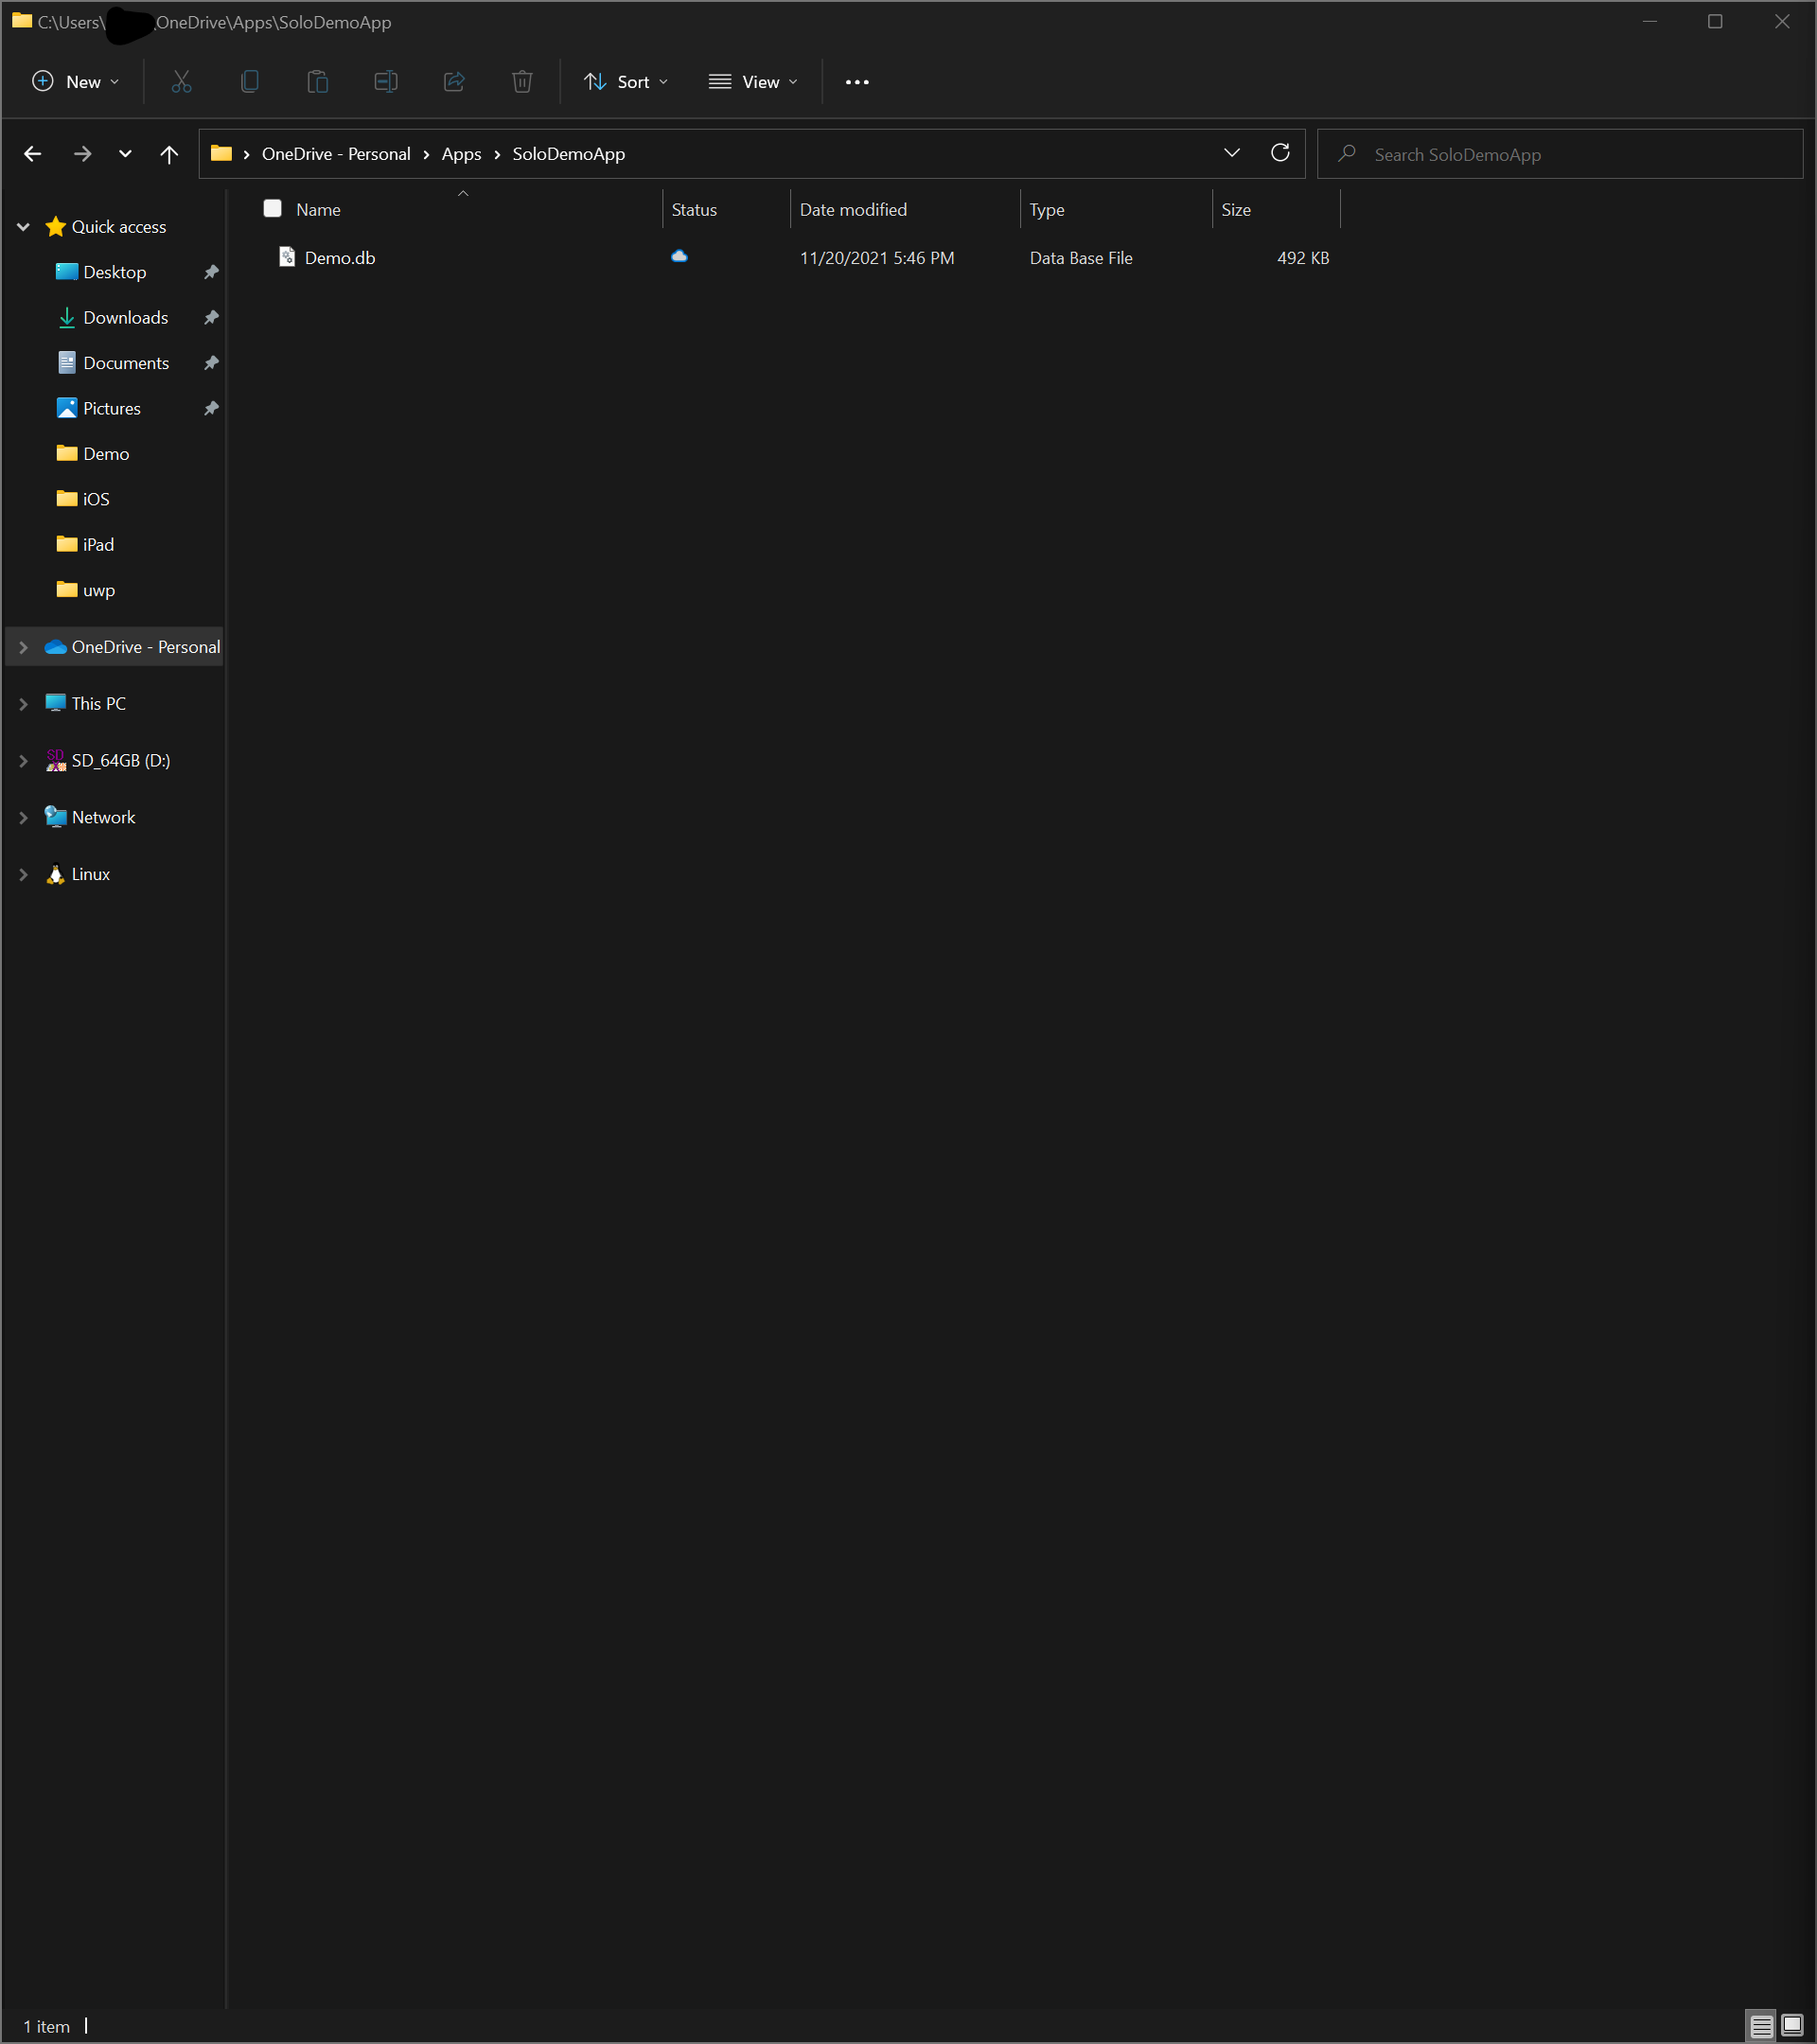 C:\Users\ OneDrive\Apps\SoloDemoApp
New Sort View
OneDrive - Personal Apps SoloDemoApp Search SoloDemoApp
Name Status Date modified Type Size
Demo.db 11/20/2021 5:46 PM Data Base File 492 KB
Quick access
Desktop
Downloads
Documents
Pictures
Demo
iOS
iPad
uwp
OneDrive - Personal
This PC
SD SD_64GB (D:)
Network
Linux
1 item